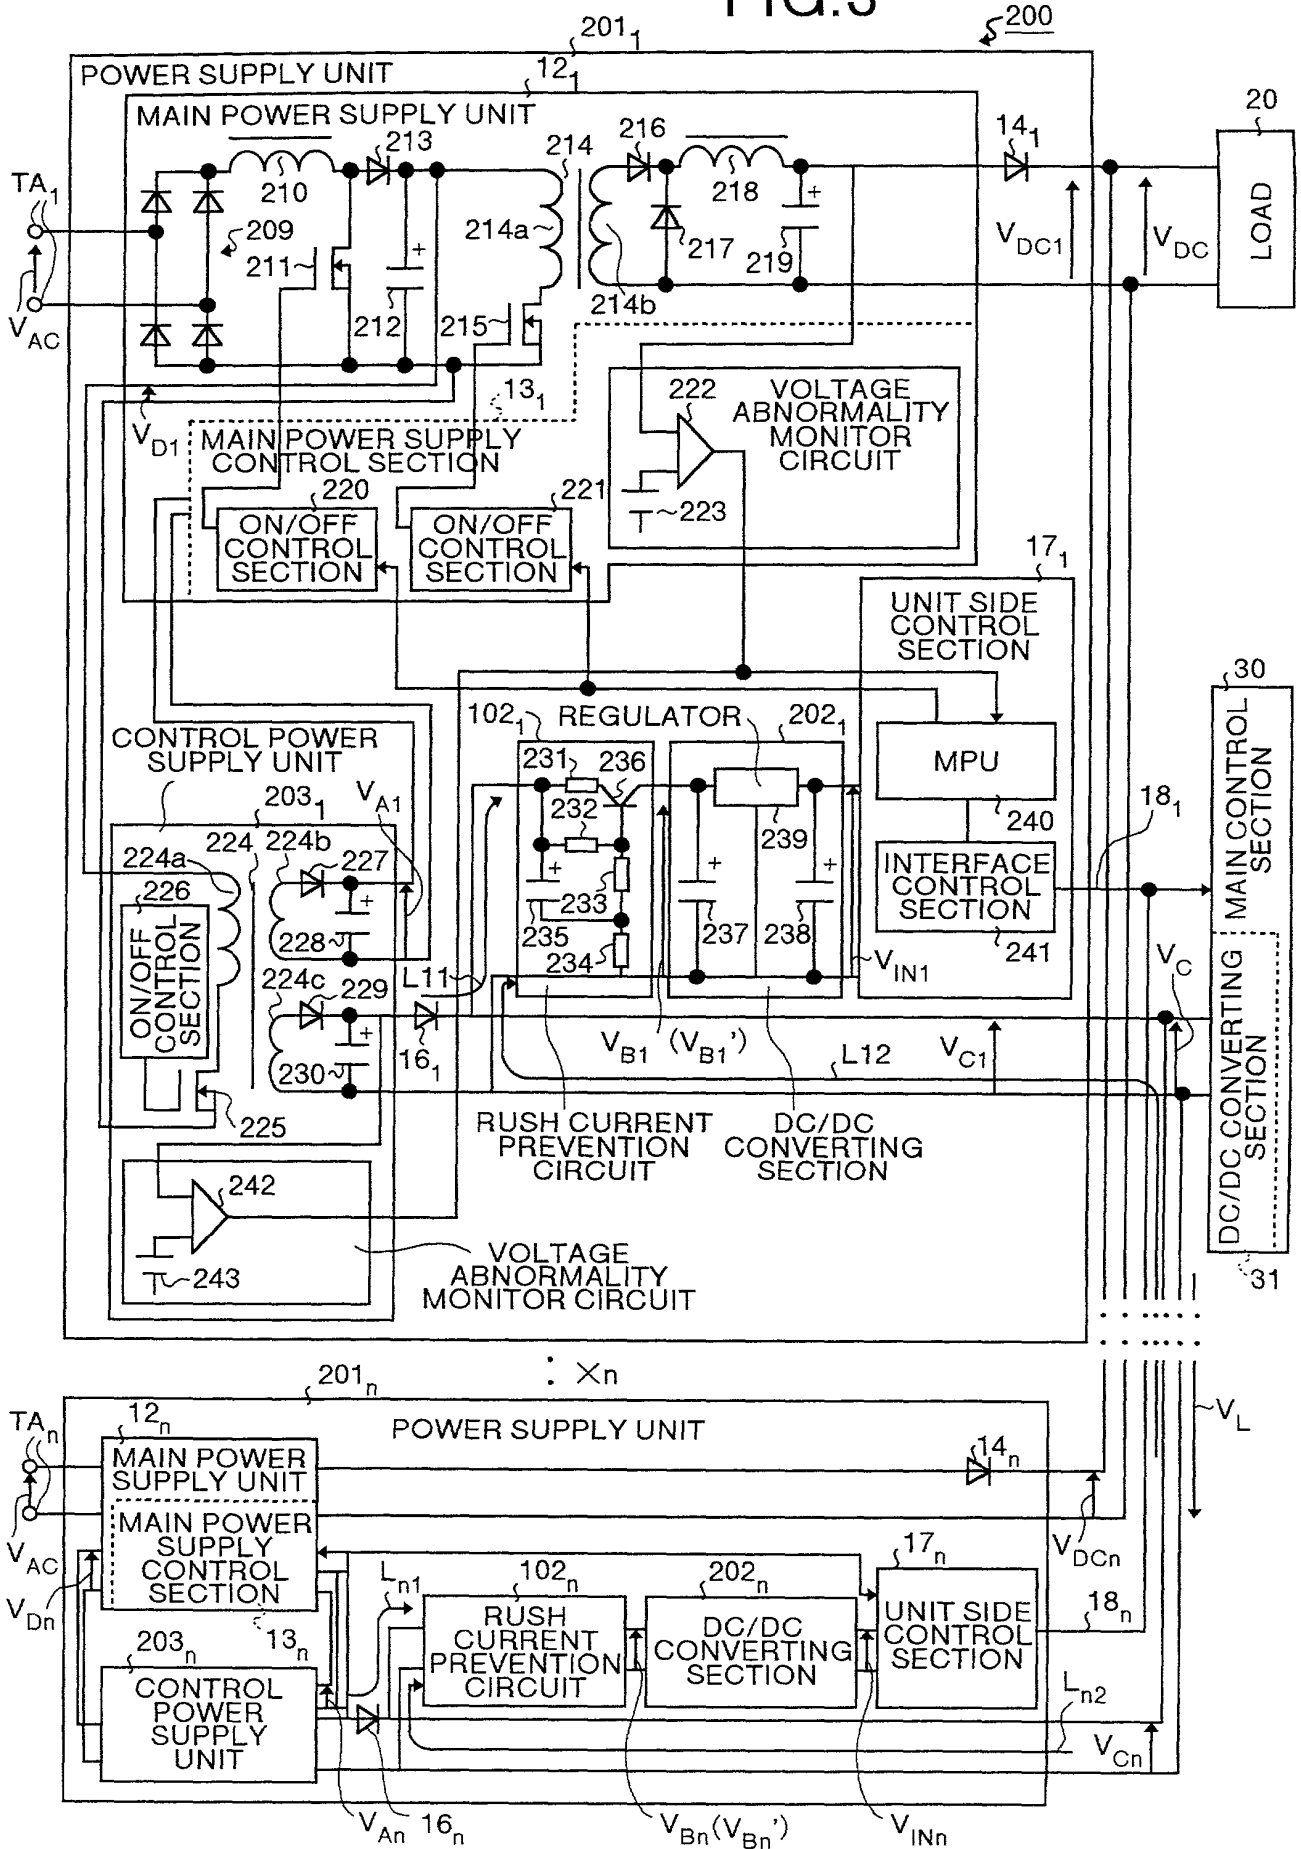 FIG.3
200
201₁
POWER SUPPLY UNIT
12₁
MAIN POWER SUPPLY UNIT
213
214
216
14₁
20
TA₁
210
218
LOAD
209
214a
217
219
V_DC1
V_DC
211
212
215
214b
V_AC
13₁
V_D1
222
VOLTAGE
ABNORMALITY
MONITOR
CIRCUIT
MAIN POWER SUPPLY
CONTROL SECTION
220
221
223
ON/OFF
CONTROL
SECTION
ON/OFF
CONTROL
SECTION
17₁
UNIT SIDE
CONTROL
SECTION
30
102₁
REGULATOR
202₁
CONTROL POWER
SUPPLY UNIT
231
236
MPU
V_A1
232
239
240
18₁
MAIN CONTROL
SECTION
203₁
224a
224
224b
227
INTERFACE
CONTROL
SECTION
226
233
228
235
237
238
241
V_C
ON/OFF
CONTROL
SECTION
234
L11
V_IN1
224c
229
16₁
V_B1
(V_B1')
V_C1
DC/DC CONVERTING
SECTION
230
L12
225
RUSH CURRENT
PREVENTION
CIRCUIT
DC/DC
CONVERTING
SECTION
242
243
VOLTAGE
ABNORMALITY
MONITOR CIRCUIT
31
: ×n
201n
TAn
12n
POWER SUPPLY UNIT
V_L
MAIN POWER
SUPPLY UNIT
14n
MAIN POWER
SUPPLY
CONTROL
SECTION
V_AC
V_DCn
17n
V_Dn
Ln1
102n
202n
13n
RUSH
CURRENT
PREVENTION
CIRCUIT
DC/DC
CONVERTING
SECTION
UNIT SIDE
CONTROL
SECTION
18n
203n
CONTROL
POWER
SUPPLY
UNIT
Ln2
V_Cn
V_An
16n
V_Bn(V_Bn')
V_INn